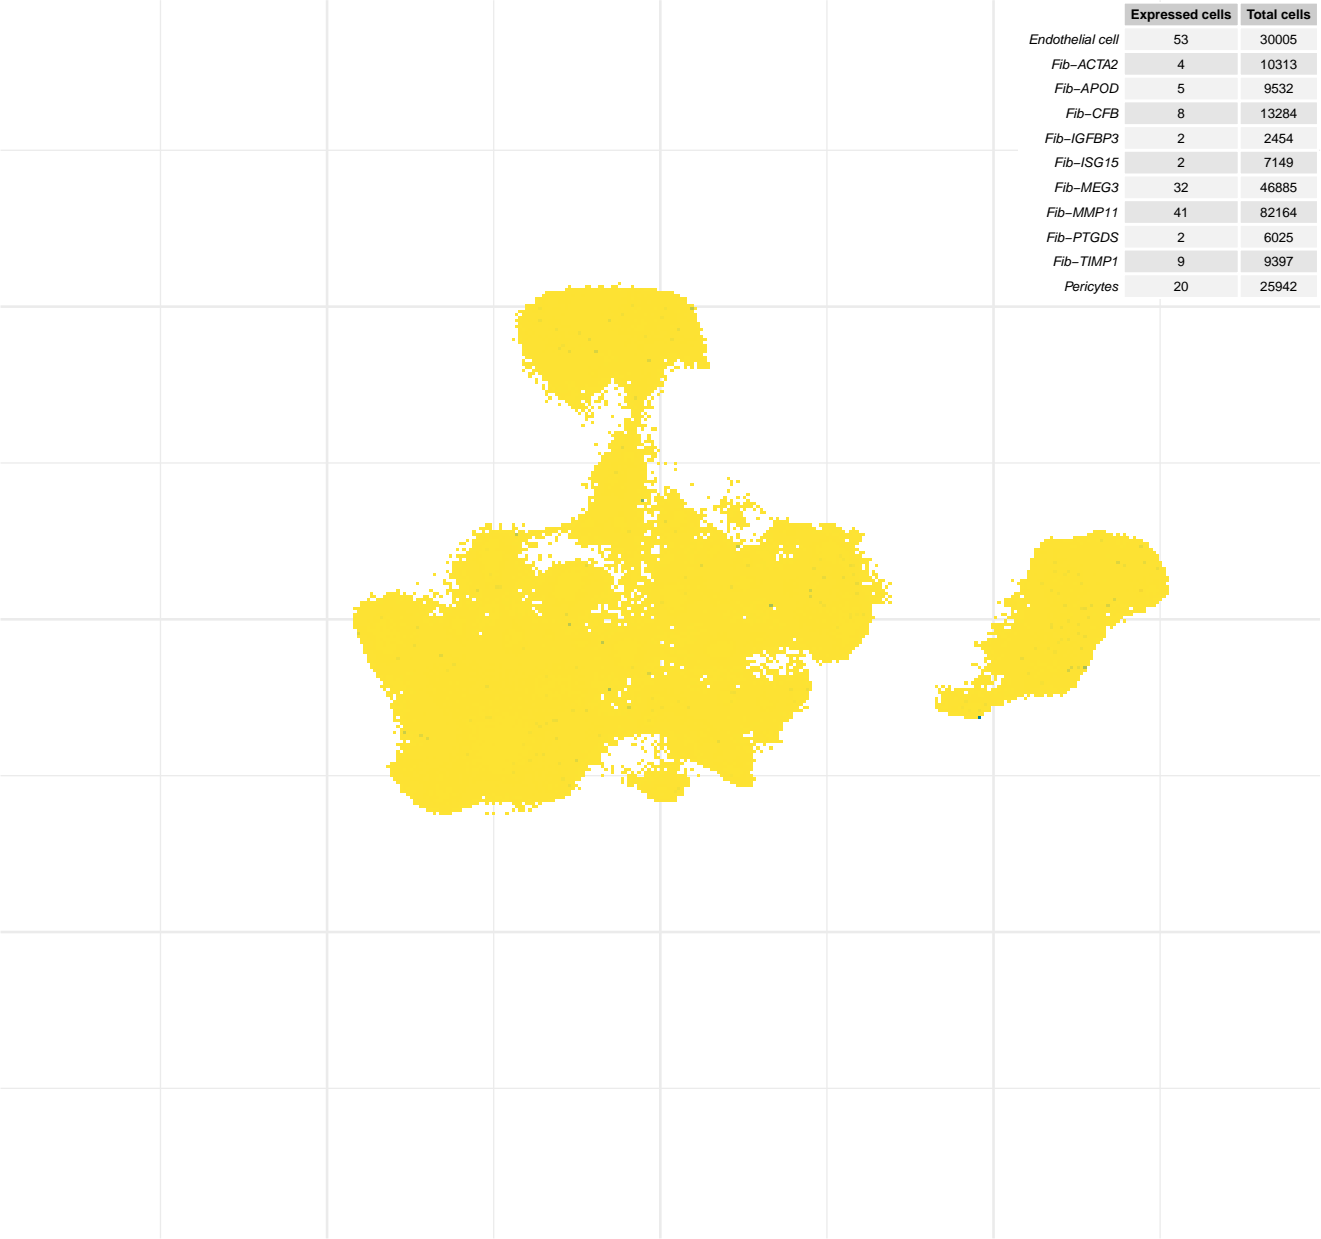 Expressed cells Total cells
Endothelial cell 53 30005
Fib−ACTA2 4 10313
Fib−APOD 5 9532
Fib−CFB 8 13284
Fib−IGFBP3 2 2454
Fib−ISG15 2 7149
Fib−MEG3 32 46885
Fib−MMP11 41 82164
Fib−PTGDS 2 6025
Fib−TIMP1 9 9397
Pericytes 20 25942